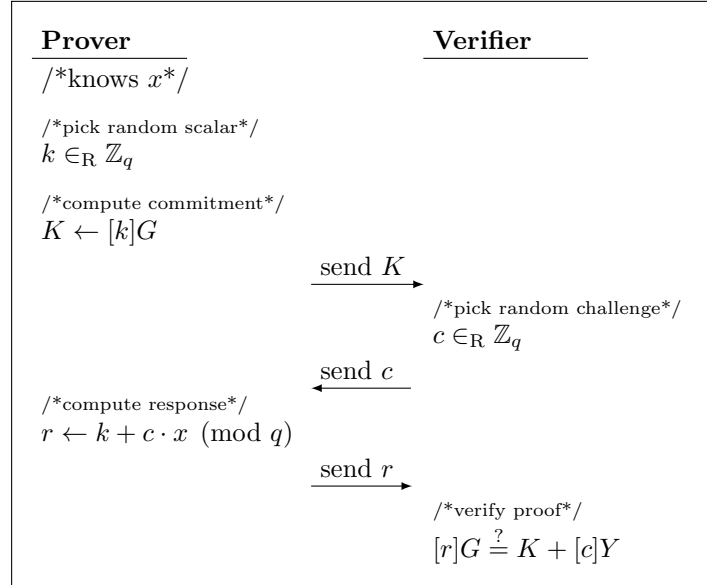 Prover Verifier
/*knows x*/
/*pick random scalar*/
k ∈_R ℤ_q
/*compute commitment*/
K ← [k]G
send K
/*pick random challenge*/
c ∈_R ℤ_q
send c
/*compute response*/
r ← k + c · x (mod q)
send r
/*verify proof*/
[r]G ≟ K + [c]Y